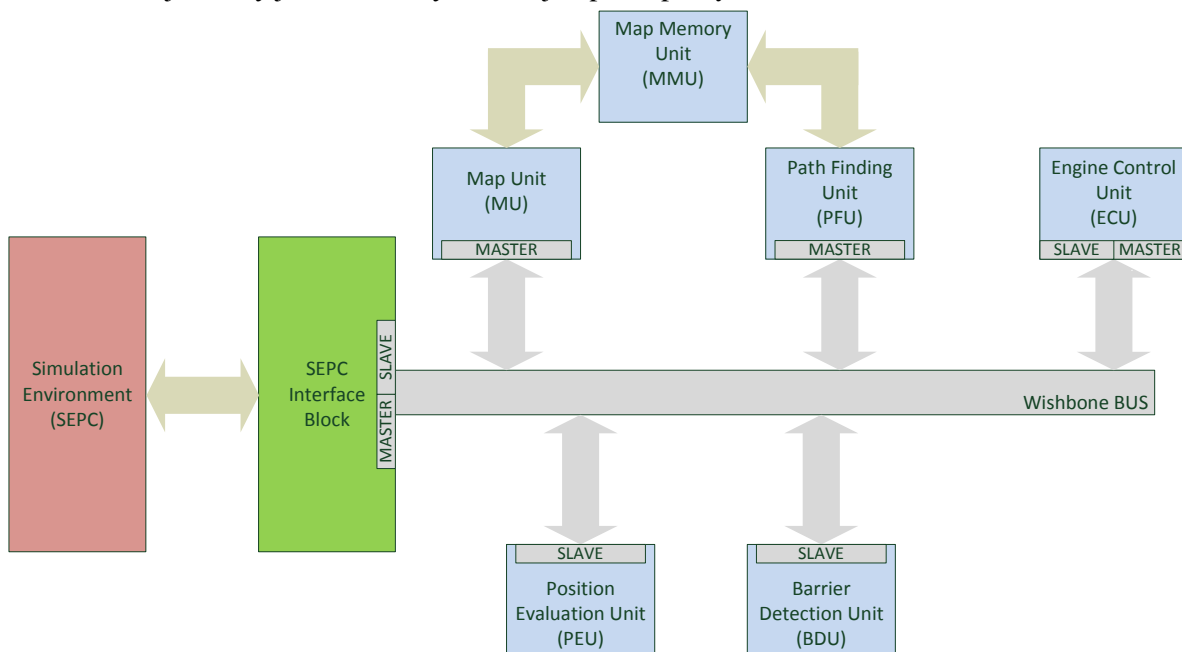 Map Memory
Unit
(MMU)
Map Unit
(MU)
MASTER
Path Finding
Unit
(PFU)
MASTER
Engine Control
Unit
(ECU)
SLAVE
MASTER
Simulation
Environment
(SEPC)
SEPC
Interface
Block
SLAVE
MASTER
Wishbone BUS
SLAVE
Position
Evaluation Unit
(PEU)
SLAVE
Barrier
Detection Unit
(BDU)